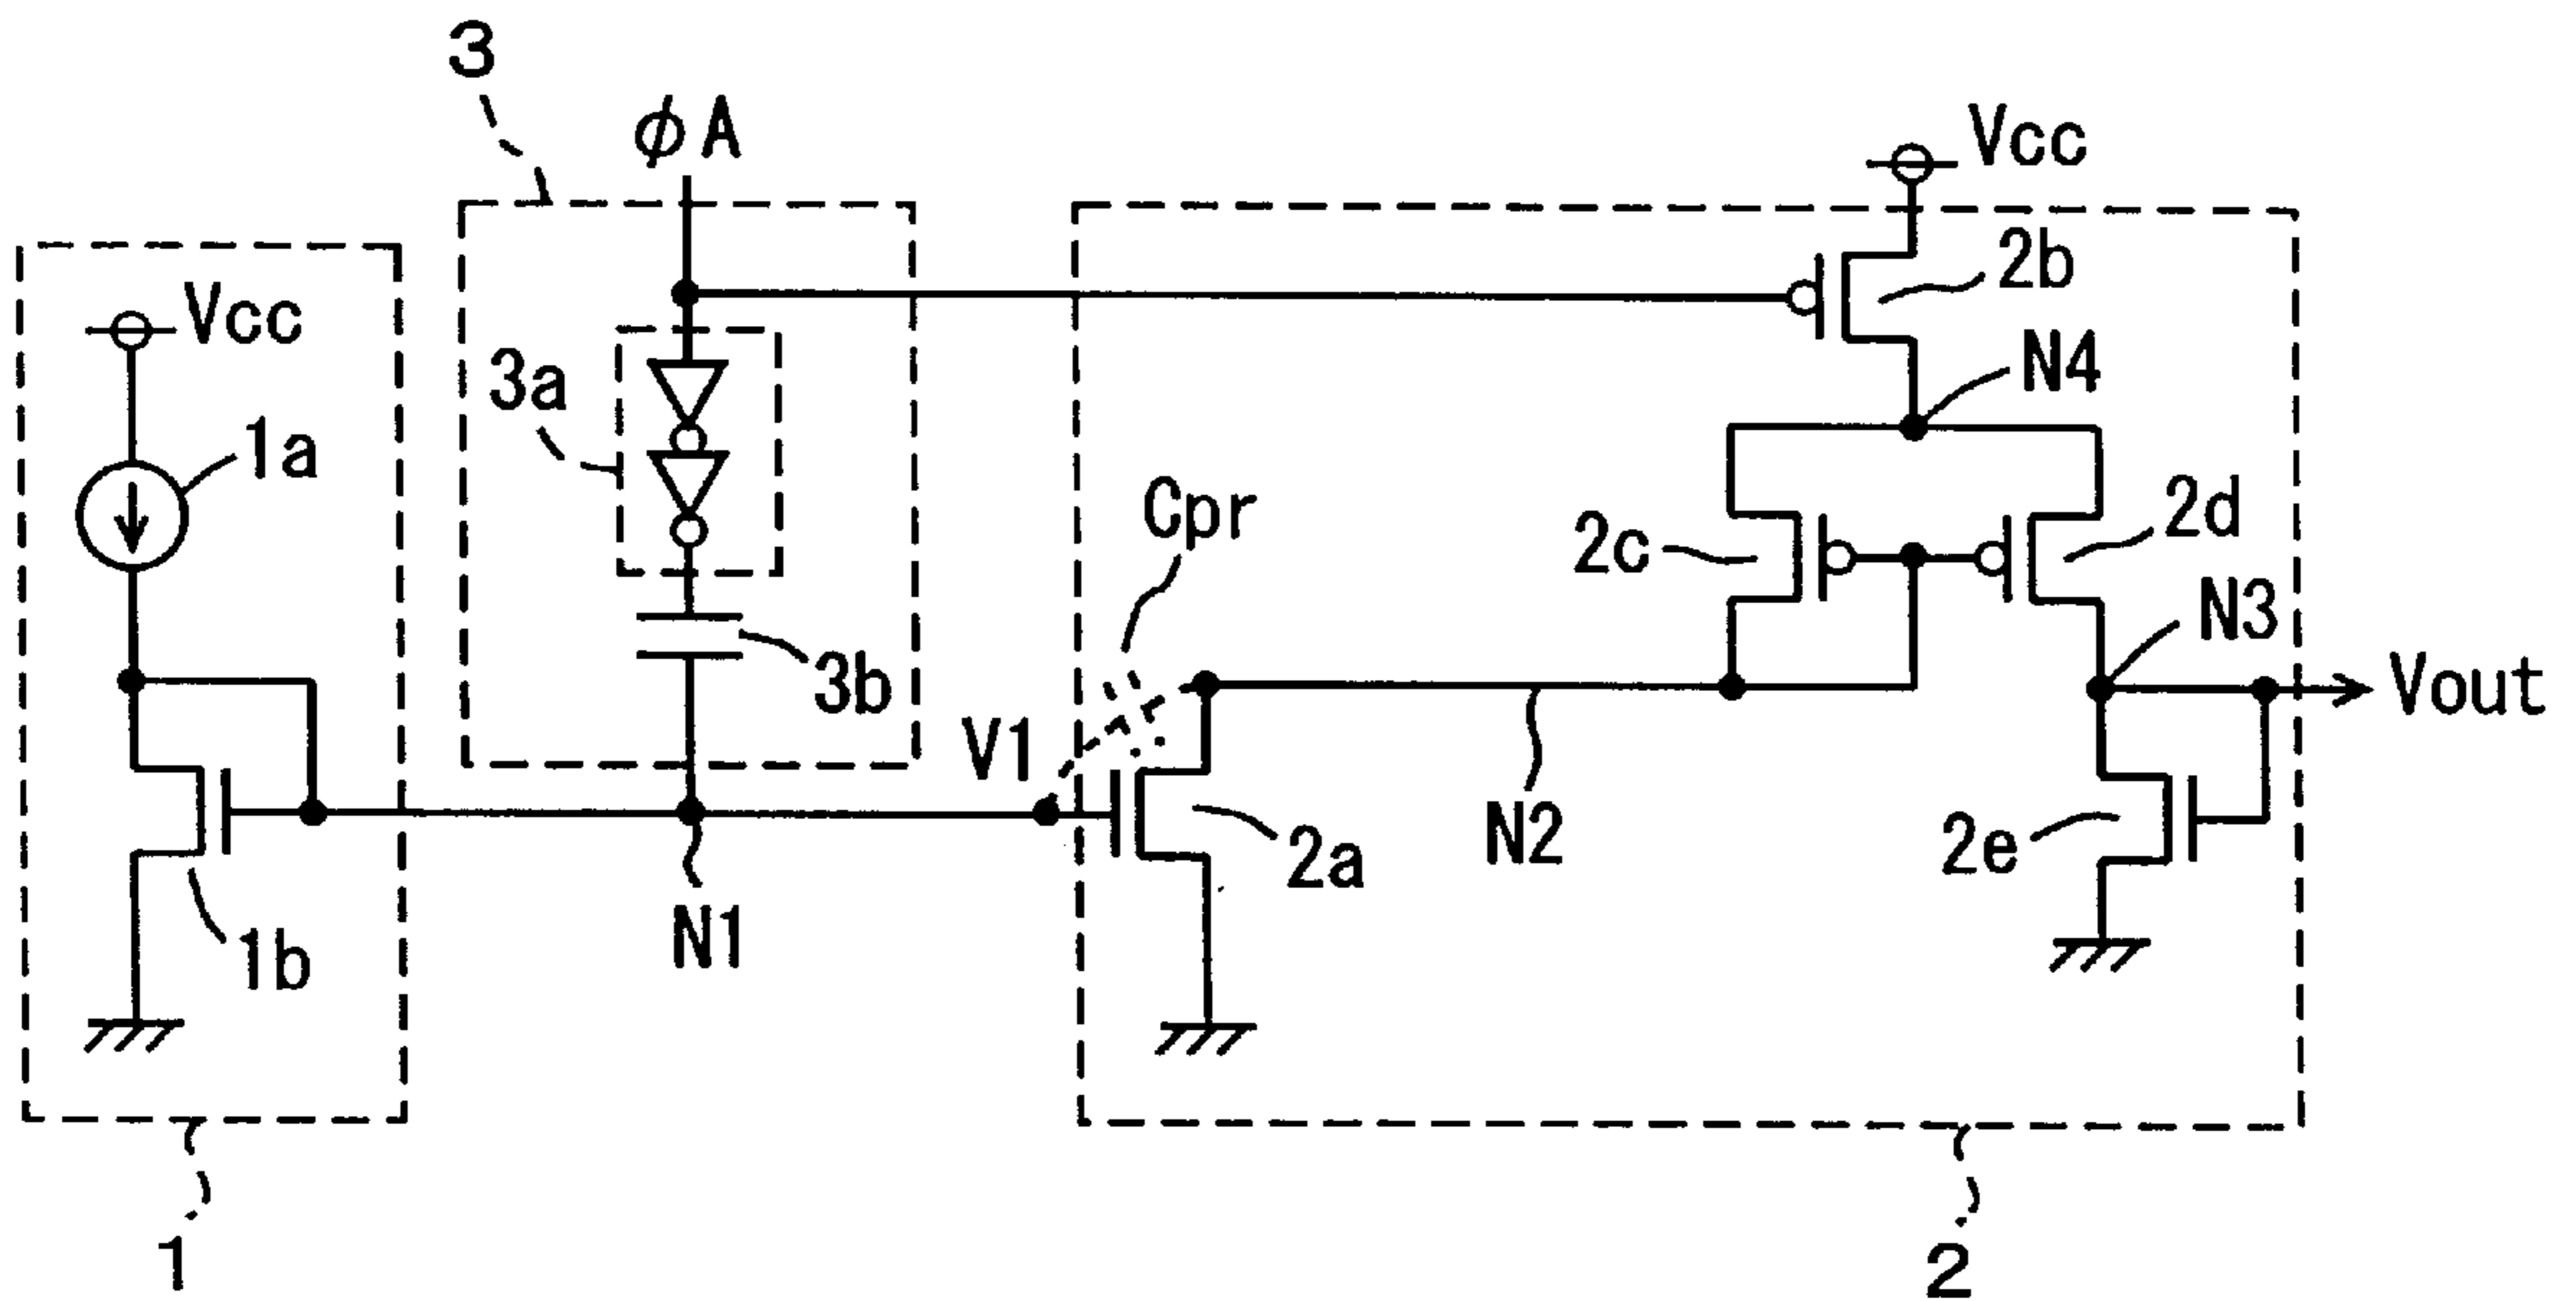 3
φA
Vcc
Vcc
2b
1a
3a
N4
Cpr
2c
2d
N3
3b
V1
Vout
1b
N1
2a
N2
2e
1
2